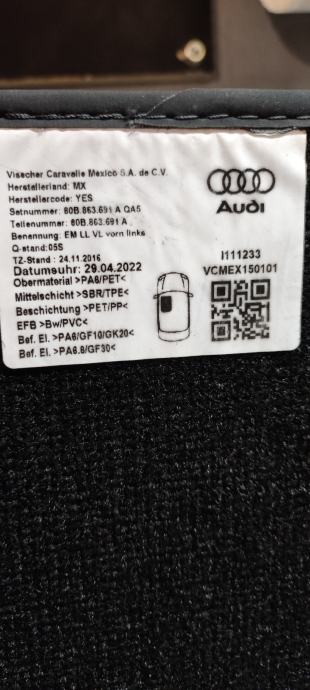 Visscher Caravelle Mexico S.A. de C.V.
Herstellerland: MX
Herstellercode: YES
Setnummer: 80B.863.691 A QA5
Teilenummer: 80B.863.691 A
Benennung: EM LL VL vorn links
Q-stand:05S
TZ-Stand : 24.11.2016
Datumsuhr: 29.04.2022
Obermaterial >PA6/PET<
Mittelschicht >SBR/TPE<
Beschichtung >PET/PP<
EFB >Bw/PVC<
Bef. El. >PA6/GF10/GK20<
Bef. El. >PA6.6/GF30<
Audi
I111233
VCMEX150101